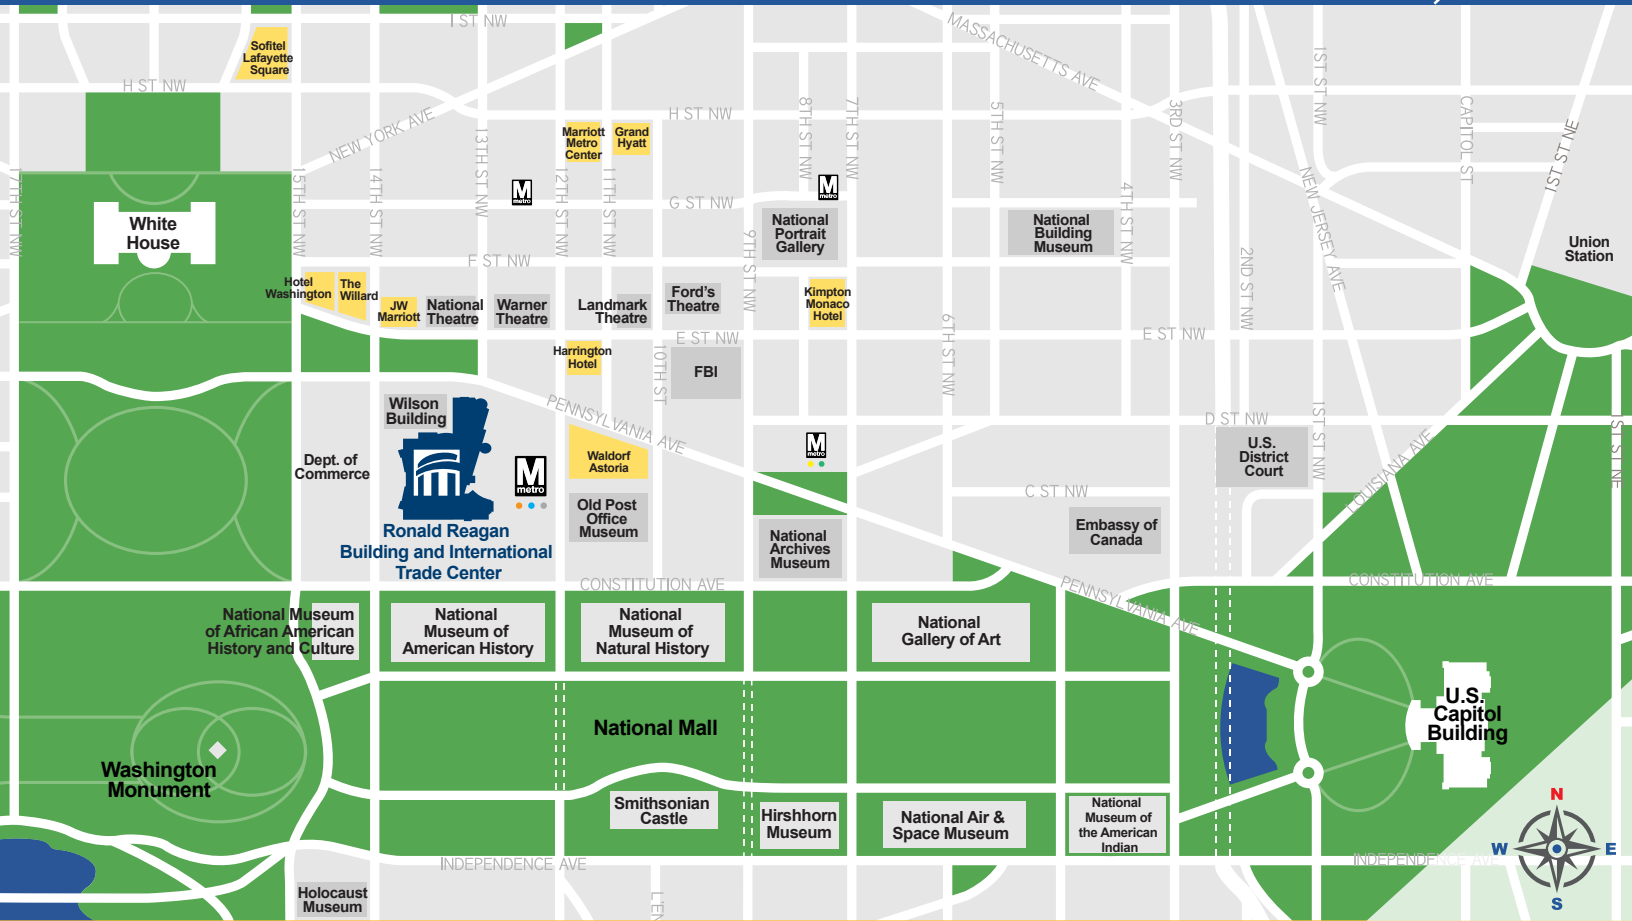 I ST NW
MASSACHUSETTS AVE
Sofitel
Lafayette
Square
1ST ST NW
H ST NW
NEW YORK AVE
H ST NW
8TH ST NW
7TH ST NW
5TH ST NW
3RD ST NW
CAPITOL ST
1ST ST NE
Marriott
Metro
Center
Grand
Hyatt
13TH ST NW
17TH ST NW
15TH ST NW
14TH ST NW
12TH ST NW
11TH ST NW
M
metro
M
metro
G ST NW
4TH ST NW
NEW JERSEY AVE
White
House
National
Portrait
Gallery
National
Building
Museum
9TH ST NW
2ND ST NW
Union
Station
F ST NW
Hotel
Washington
The
Willard
JW
Marriott
National
Theatre
Warner
Theatre
Landmark
Theatre
Ford's
Theatre
Kimpton
Monaco
Hotel
6TH ST NW
E ST NW
E ST NW
Harrington
Hotel
10TH ST
FBI
PENNSYLVANIA AVE
Wilson
Building
D ST NW
1ST ST NW
1ST ST NE
LOUISIANA AVE
M
metro
Dept. of
Commerce
M
metro
Waldorf
Astoria
U.S.
District
Court
C ST NW
Old Post
Office
Museum
Embassy of
Canada
Ronald Reagan
Building and International
Trade Center
National
Archives
Museum
CONSTITUTION AVE
CONSTITUTION AVE
PENNSYLVANIA AVE
National Museum
of African American
History and Culture
National
Museum of
American History
National
Museum of
Natural History
National
Gallery of Art
National Mall
U.S.
Capitol
Building
Washington
Monument
Smithsonian
Castle
Hirshhorn
Museum
National Air &
Space Museum
National
Museum of
the American
Indian
N
W
E
S
INDEPENDENCE AVE
INDEPENDENCE AVE
Holocaust
Museum
L'EN